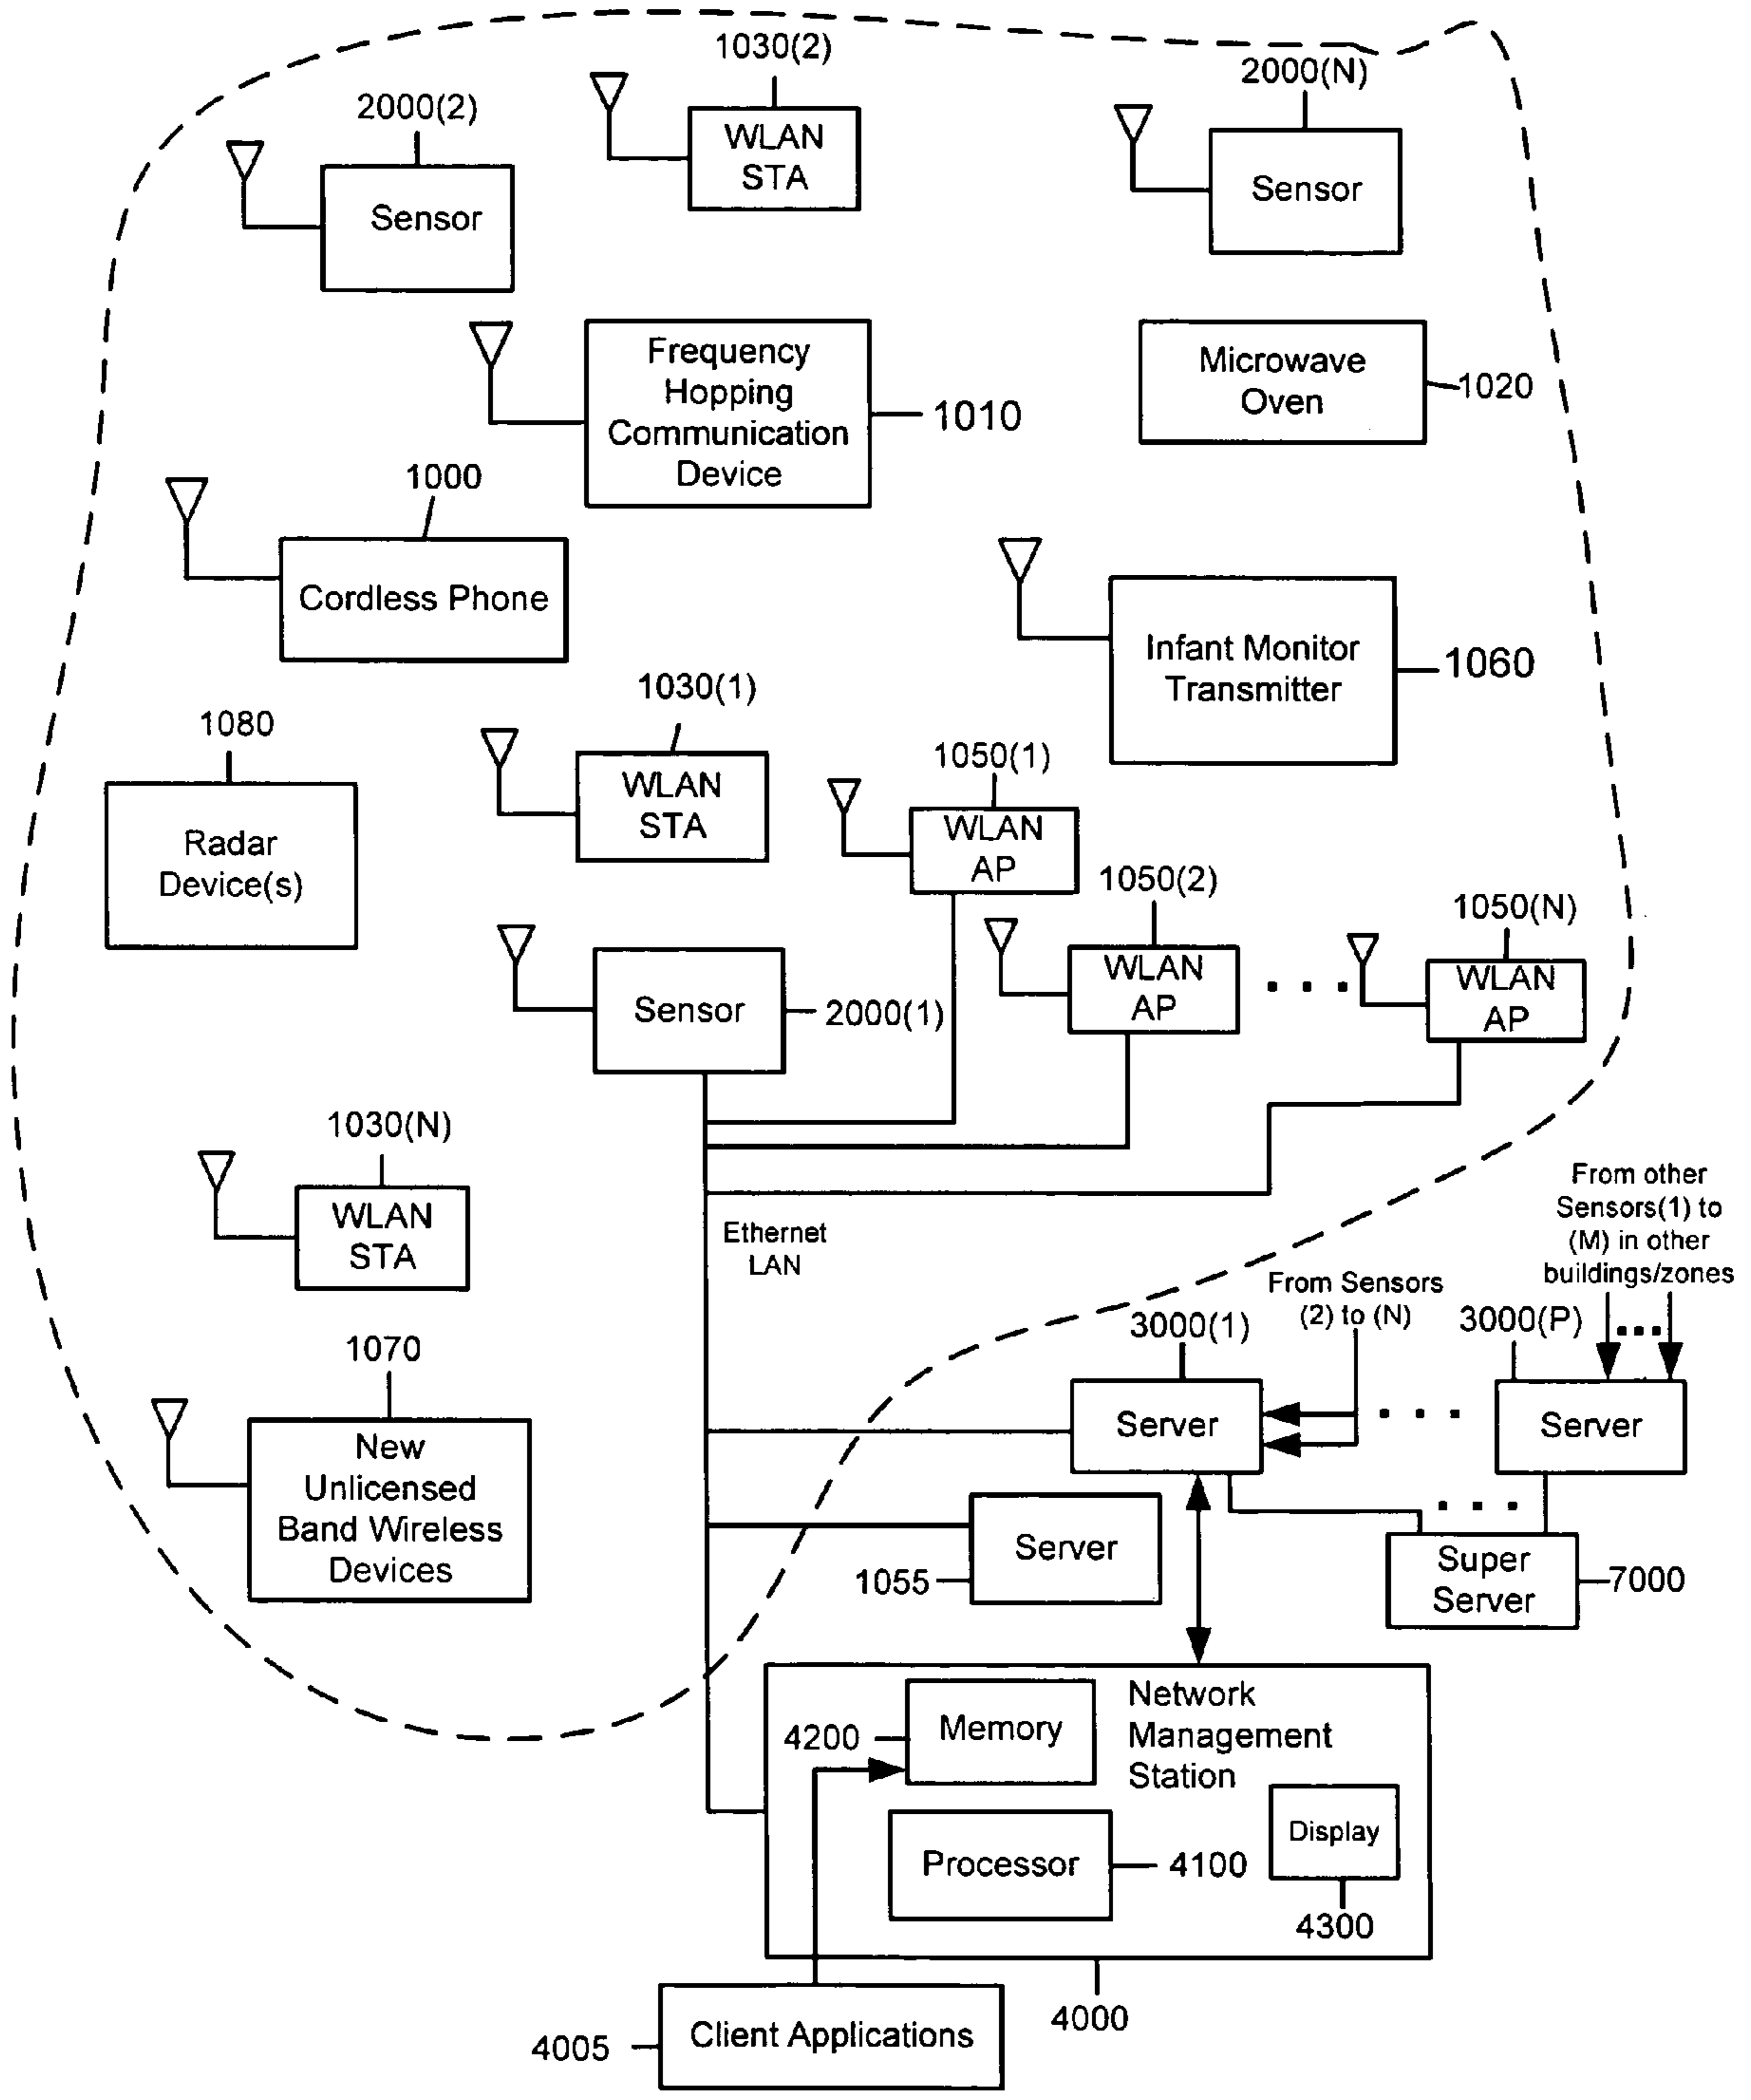 1030(2)
2000(N)
2000(2)
WLAN
STA
Sensor
Sensor
Frequency
Hopping
Communication
Device
1010
Microwave
Oven
1020
1000
Cordless Phone
Infant Monitor
Transmitter
1060
1030(1)
1080
WLAN
STA
1050(1)
Radar
Device(s)
WLAN
AP
1050(2)
1050(N)
WLAN
AP
WLAN
AP
Sensor
2000(1)
1030(N)
WLAN
STA
Ethernet
LAN
From other
Sensors(1) to
(M) in other
buildings/zones
From Sensors
(2) to (N)
3000(1)
3000(P)
1070
Server
Server
New
Unlicensed
Band Wireless
Devices
Server
1055
Super
Server
7000
Network
Management
Station
Memory
4200
Display
Processor
4100
4300
4000
Client Applications
4005